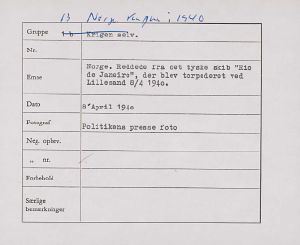 13 Norge Krigen i 1940
Gruppe 1 b Krigen selv.
Nr.
Emne Norge. Reddede fra det tyske skib "Rio
de Janeiro", der blev torpederet ved
Lillesand 8/4 1940.
Dato 8' April 1940
Fotograf Politikens presse foto
Neg. opbev.
„ nr.
Forbehold
Særlige
bemærkninger